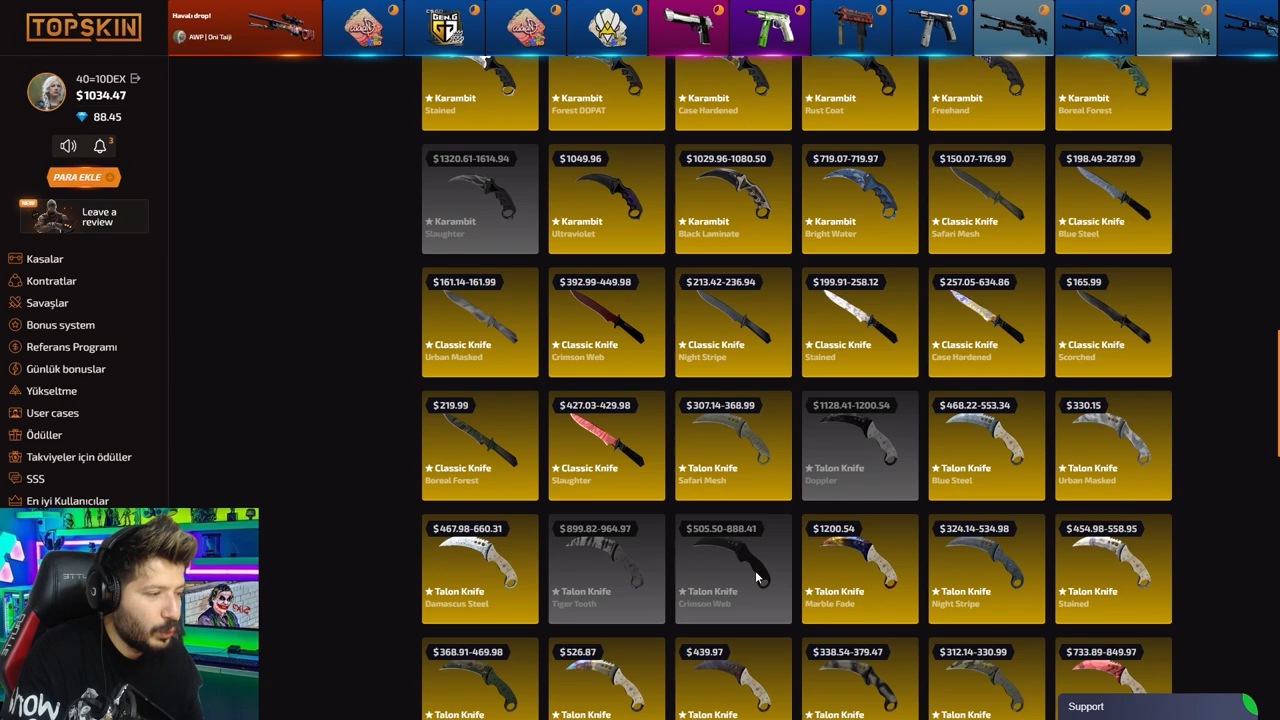 TOPSKIN
Havalı drop!
AWP | Oni Taiji
GEN.G
40=10DEX
$1034.47
88.45
3
PARA EKLE
NEW
Leave a
review
Kasalar
Kontratlar
Savaşlar
Bonus system
Referans Programı
Günlük bonuslar
Yükseltme
User cases
Ödüller
Takviyeler için ödüller
SSS
En iyi Kullanıcılar
★ Karambit
Stained
★ Karambit
Forest DDPAT
★ Karambit
Case Hardened
★ Karambit
Rust Coat
★ Karambit
Freehand
★ Karambit
Boreal Forest
$1320.61-1614.94
★ Karambit
Slaughter
$1049.96
★ Karambit
Ultraviolet
$1029.96-1080.50
★ Karambit
Black Laminate
$719.07-719.97
★ Karambit
Bright Water
$150.07-176.99
★ Classic Knife
Safari Mesh
$198.49-287.99
★ Classic Knife
Blue Steel
$161.14-161.99
★ Classic Knife
Urban Masked
$392.99-449.98
★ Classic Knife
Crimson Web
$213.42-236.94
★ Classic Knife
Night Stripe
$199.91-258.12
★ Classic Knife
Stained
$257.05-634.86
★ Classic Knife
Case Hardened
$165.99
★ Classic Knife
Scorched
$219.99
★ Classic Knife
Boreal Forest
$427.03-429.98
★ Classic Knife
Slaughter
$307.14-368.99
★ Talon Knife
Safari Mesh
$1128.41-1200.54
★ Talon Knife
Doppler
$468.22-553.34
★ Talon Knife
Blue Steel
$330.15
★ Talon Knife
Urban Masked
$467.98-660.31
★ Talon Knife
Damascus Steel
$899.82-964.97
★ Talon Knife
Tiger Tooth
$505.50-888.41
★ Talon Knife
Crimson Web
$1200.54
★ Talon Knife
Marble Fade
$324.14-534.98
★ Talon Knife
Night Stripe
$454.98-558.95
★ Talon Knife
Stained
$368.91-469.98
★ Talon Knife
$526.87
★ Talon Knife
$439.97
★ Talon Knife
$338.54-379.47
★ Talon Knife
$312.14-330.99
★ Talon Knife
$733.89-849.97
Support